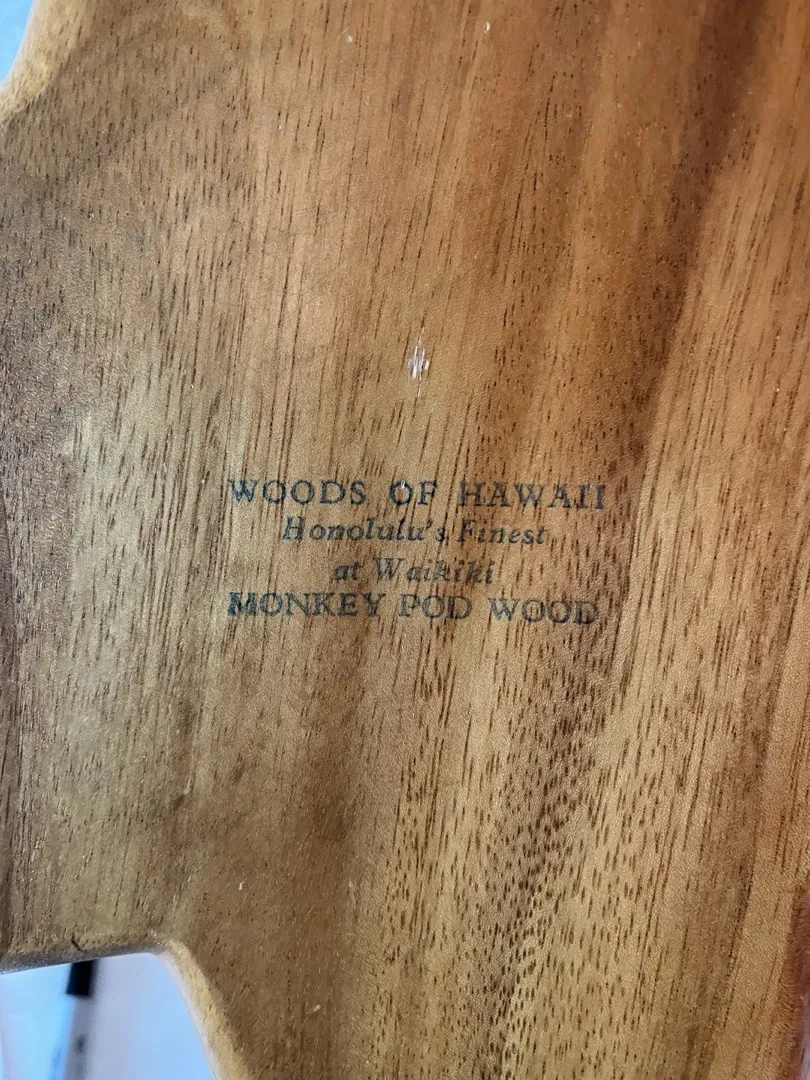 WOODS OF HAWAII
Honolulu's Finest
at Waikiki
MONKEY POD WOOD